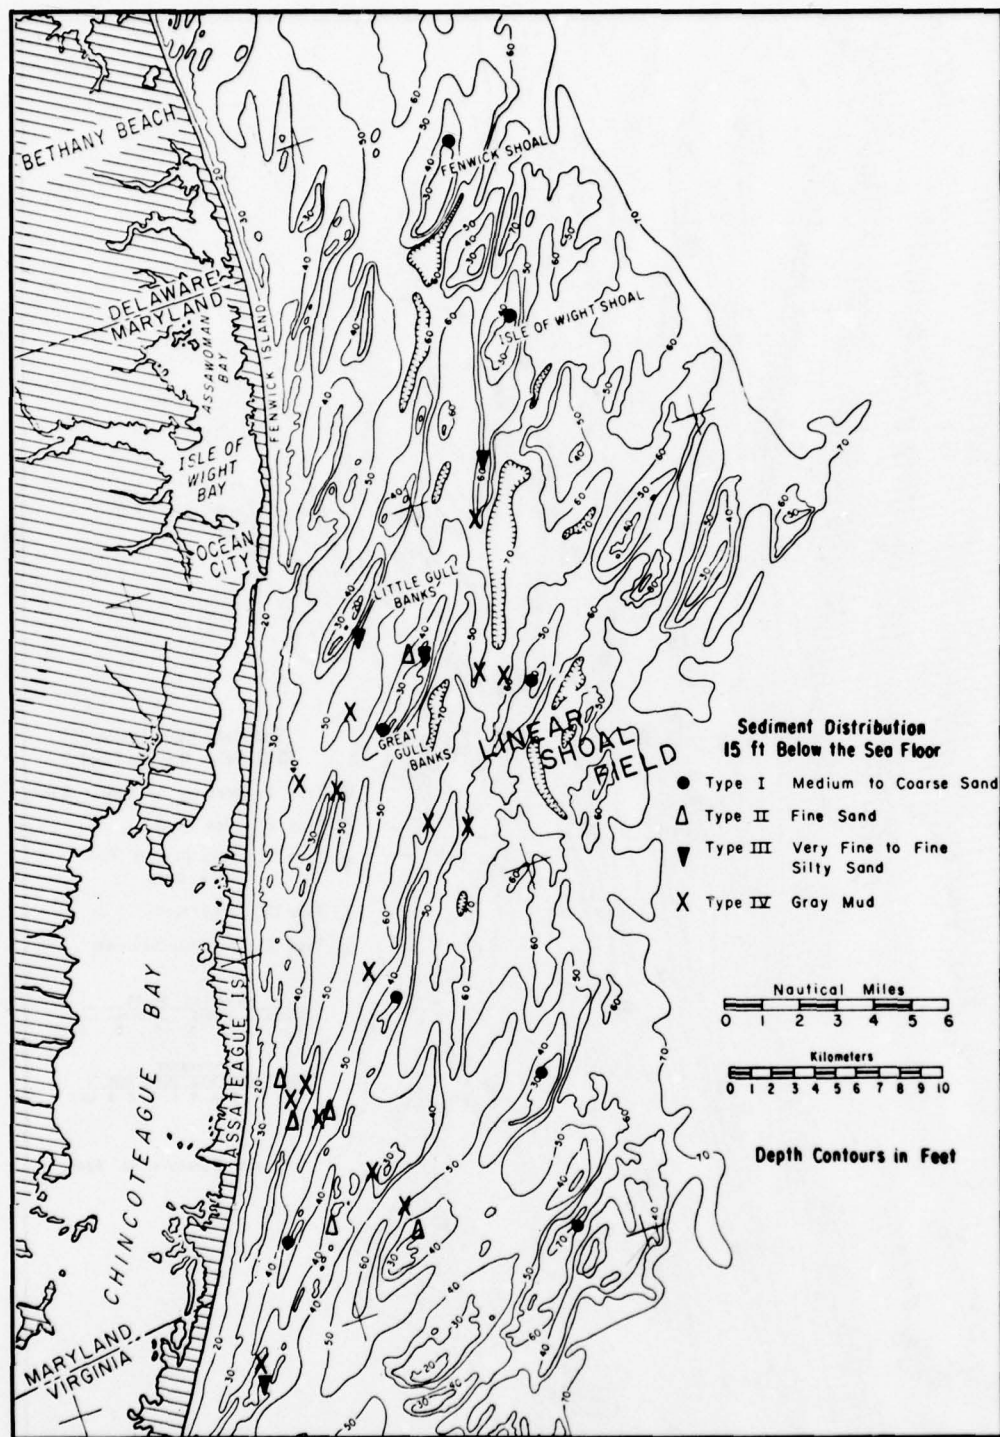 BETHANY BEACH
FENWICK SHOAL
DELAWARE
MARYLAND
ASSAWOMAN
BAY
FENWICK ISLAND
ISLE OF WIGHT SHOAL
ISLE OF
WIGHT
BAY
OCEAN
CITY
LITTLE GULL
BANKS
GREAT
GULL
BANKS
LINEAR
SHOAL
FIELD
Sediment Distribution
15 ft Below the Sea Floor
Type I Medium to Coarse Sand
Type II Fine Sand
Type III Very Fine to Fine
Silty Sand
Type IV Gray Mud
Nautical Miles
0 1 2 3 4 5 6
Kilometers
0 1 2 3 4 5 6 7 8 9 10
Depth Contours in Feet
CHINCOTEAGUE BAY
ASSATEAGUE IS
MARYLAND
VIRGINIA